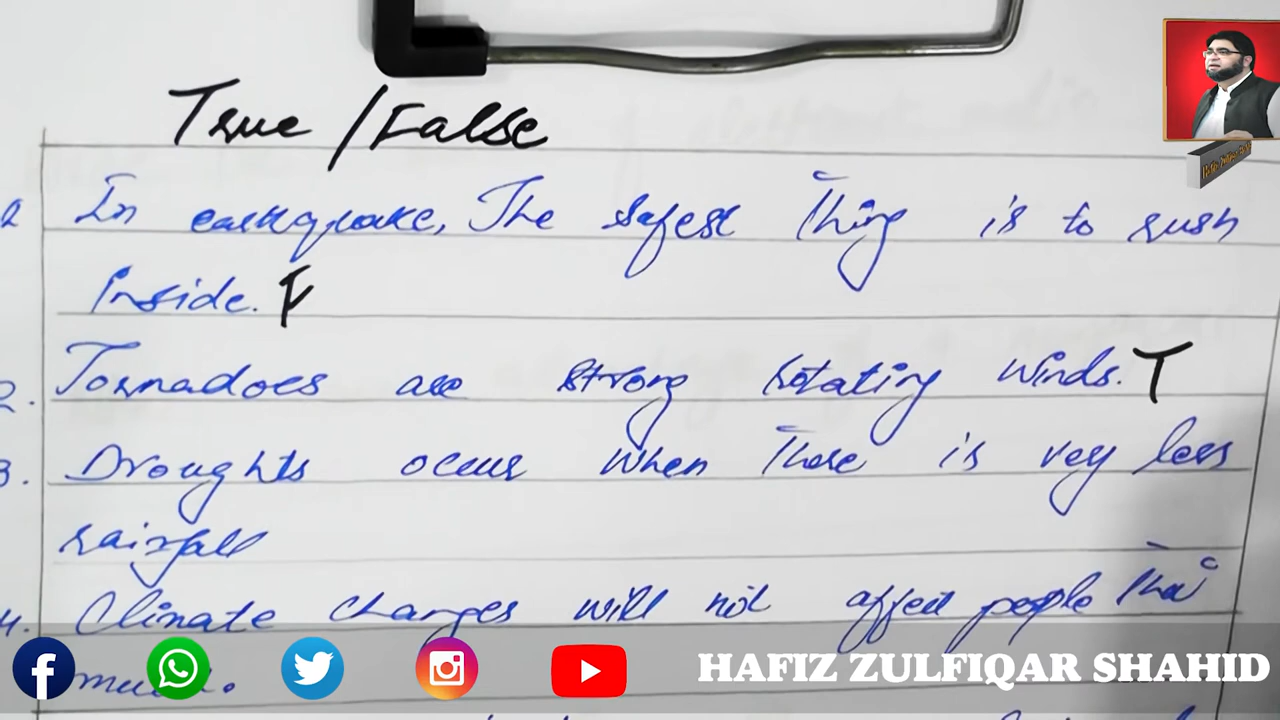 True/False
In earthquake, The safest Thing is to rush
inside. F
2. Tornadoes are strong rotating winds. T
3. Droughts occur when There is very less
rainfall
4. Climate changes will not affect people That
much.
HAFIZ ZULFIQAR SHAHID